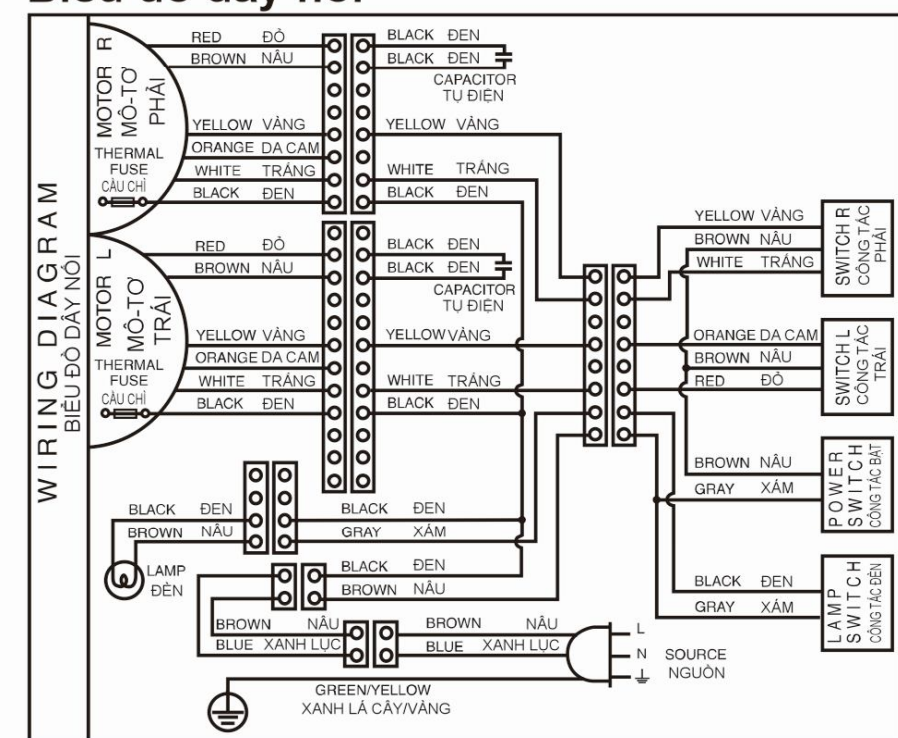 WIRING DIAGRAM
BIỂU ĐỒ DÂY NỐI
MOTOR R
MÔ-TƠ
PHẢI
THERMAL
FUSE
CẦU CHÌ
RED ĐỎ
BROWN NÂU
YELLOW VÀNG
ORANGE DA CAM
WHITE TRẮNG
BLACK ĐEN
BLACK ĐEN
BLACK ĐEN
CAPACITOR
TỤ ĐIỆN
YELLOW VÀNG
WHITE TRẮNG
BLACK ĐEN
MOTOR L
MÔ-TƠ
TRÁI
THERMAL
FUSE
CẦU CHÌ
RED ĐỎ
BROWN NÂU
YELLOW VÀNG
ORANGE DA CAM
WHITE TRẮNG
BLACK ĐEN
BLACK ĐEN
BLACK ĐEN
CAPACITOR
TỤ ĐIỆN
YELLOW VÀNG
WHITE TRẮNG
BLACK ĐEN
YELLOW VÀNG
BROWN NÂU
WHITE TRẮNG
SWITCH R
CÔNG TẮC
PHẢI
ORANGE DA CAM
BROWN NÂU
RED ĐỎ
SWITCH L
CÔNG TẮC
TRÁI
BROWN NÂU
GRAY XÁM
POWER
SWITCH
CÔNG TẮC BẬT
BLACK ĐEN
GRAY XÁM
LAMP
SWITCH
CÔNG TẮC ĐÈN
BLACK ĐEN
BROWN NÂU
LAMP
ĐÈN
BLACK ĐEN
GRAY XÁM
BLACK ĐEN
BROWN NÂU
BROWN NÂU
BLUE XANH LỤC
BROWN NÂU
BLUE XANH LỤC
L
N
SOURCE
NGUỒN
GREEN/YELLOW
XANH LÁ CÂY/VÀNG